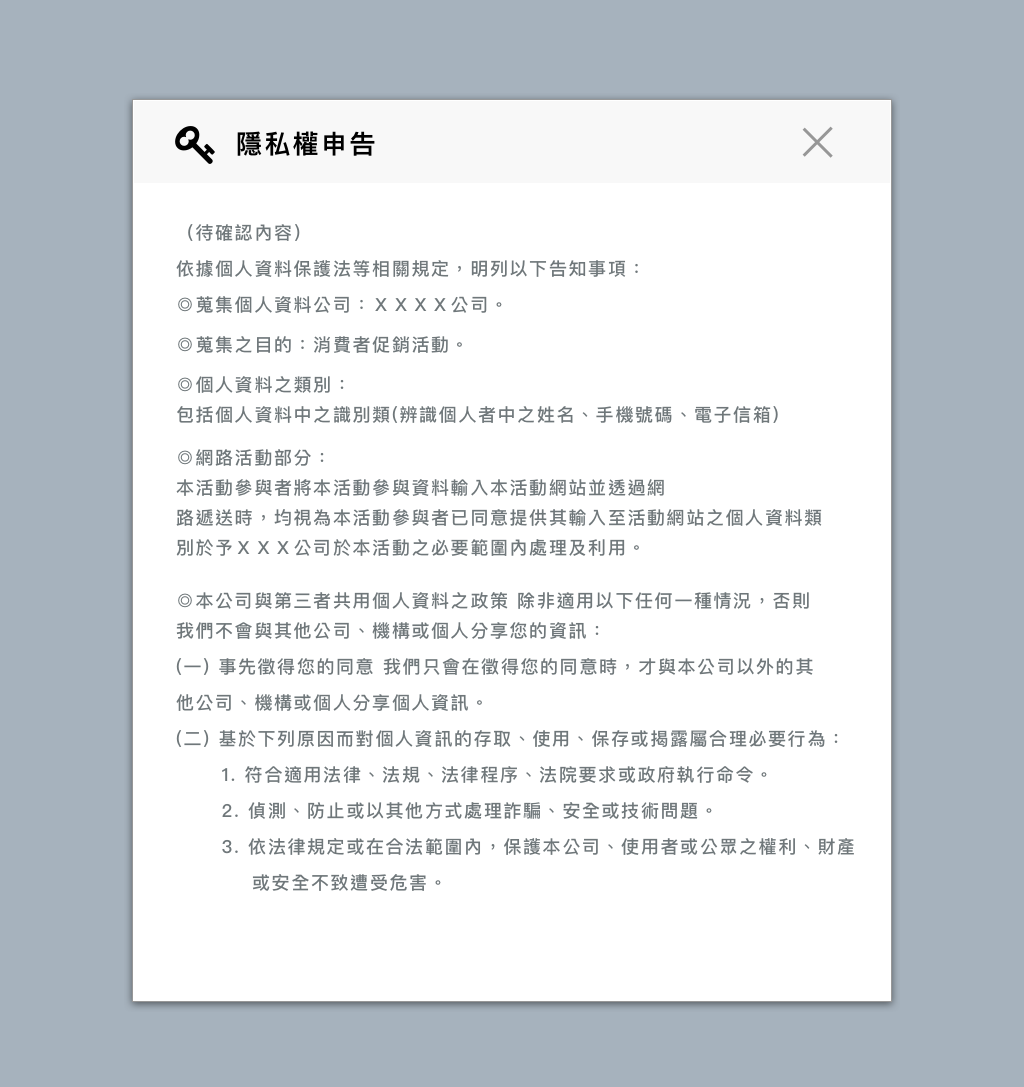 隱私權申告
（待確認內容）
依據個人資料保護法等相關規定，明列以下告知事項：
◎蒐集個人資料公司：ＸＸＸＸ公司。
◎蒐集之目的：消費者促銷活動。
◎個人資料之類別：
包括個人資料中之識別類(辨識個人者中之姓名、手機號碼、電子信箱)
◎網路活動部分：
本活動參與者將本活動參與資料輸入本活動網站並透過網
路遞送時，均視為本活動參與者已同意提供其輸入至活動網站之個人資料類
別於予ＸＸＸ公司於本活動之必要範圍內處理及利用。
◎本公司與第三者共用個人資料之政策 除非適用以下任何一種情況，否則
我們不會與其他公司、機構或個人分享您的資訊：
(一) 事先徵得您的同意 我們只會在徵得您的同意時，才與本公司以外的其
他公司、機構或個人分享個人資訊。
(二) 基於下列原因而對個人資訊的存取、使用、保存或揭露屬合理必要行為：
1. 符合適用法律、法規、法律程序、法院要求或政府執行命令。
2. 偵測、防止或以其他方式處理詐騙、安全或技術問題。
3. 依法律規定或在合法範圍內，保護本公司、使用者或公眾之權利、財產
或安全不致遭受危害。